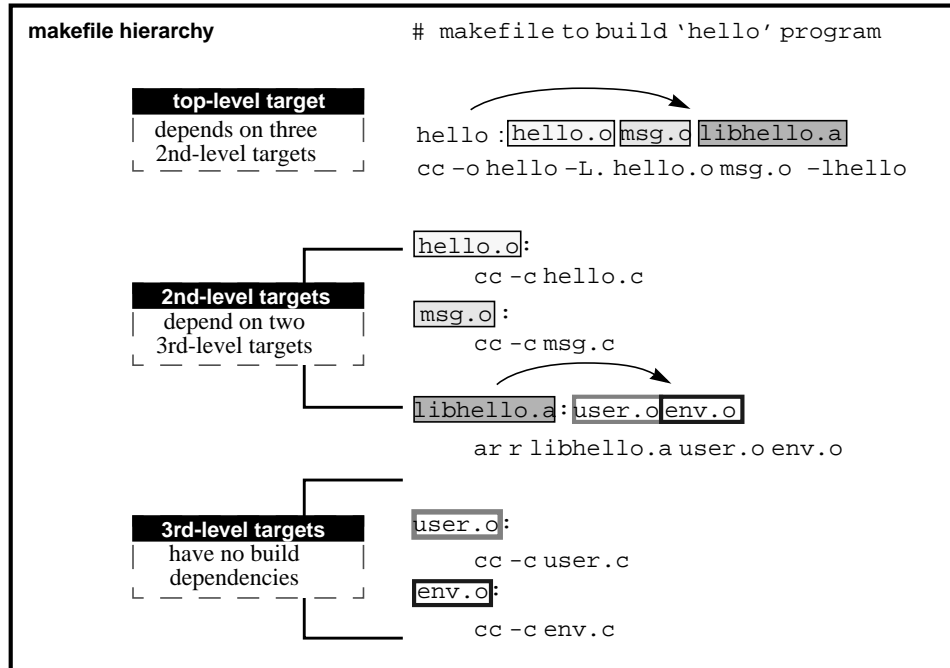 makefile hierarchy
# makefile to build ‘hello’ program
top-level target
depends on three
2nd-level targets
hello : hello.o msg.o libhello.a
cc -o hello -L. hello.o msg.o -lhello
2nd-level targets
depend on two
3rd-level targets
hello.o:
cc -c hello.c
msg.o :
cc -c msg.c
libhello.a: user.o env.o
ar r libhello.a user.o env.o
3rd-level targets
have no build
dependencies
user.o:
cc -c user.c
env.o:
cc -c env.c